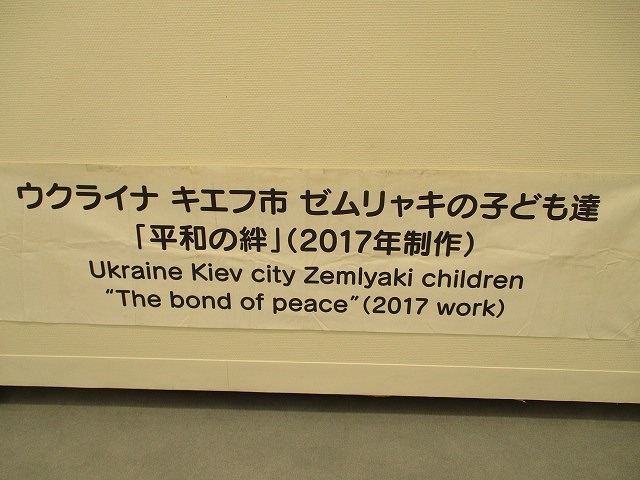 ウクライナ キエフ市 ゼムリャキの子ども達
「平和の絆」(2017年制作)
Ukraine Kiev city Zemlyaki children
“The bond of peace”(2017 work)